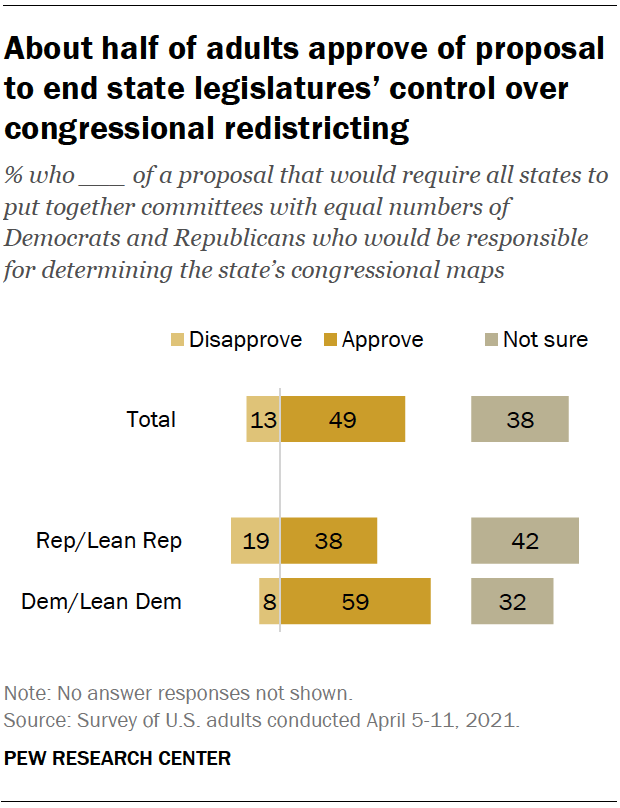 About half of adults approve of proposal
to end state legislatures’ control over
congressional redistricting
% who ___ of a proposal that would require all states to
put together committees with equal numbers of
Democrats and Republicans who would be responsible
for determining the state’s congressional maps
Disapprove Approve Not sure
Total 13 49 38
Rep/Lean Rep 19 38 42
Dem/Lean Dem 8 59 32
Note: No answer responses not shown.
Source: Survey of U.S. adults conducted April 5-11, 2021.
PEW RESEARCH CENTER